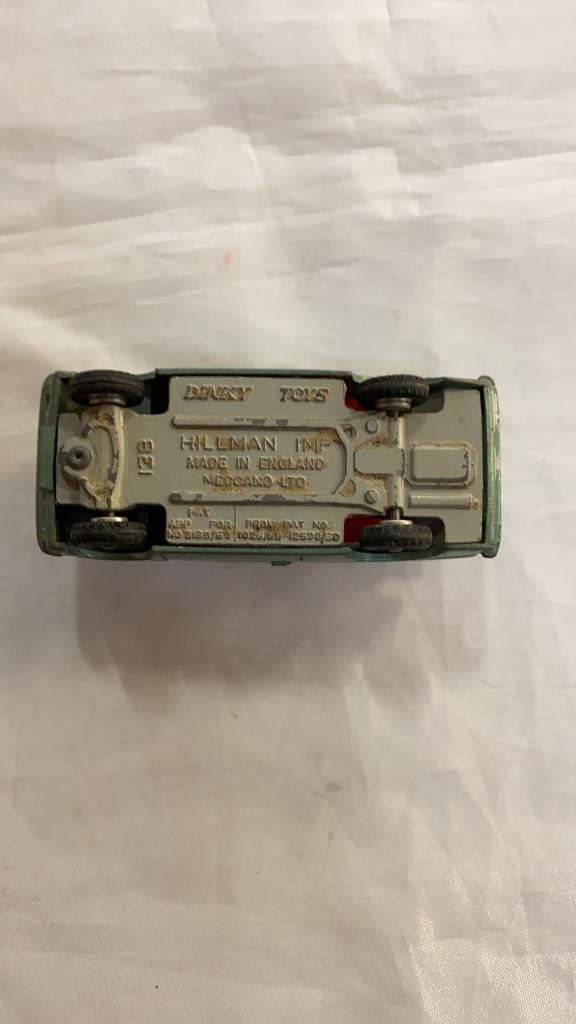 DINKY TOYS
138
HILLMAN IMP
MADE IN ENGLAND
MECCANO LTD
PAT
APP FOR
PROV PAT NOS